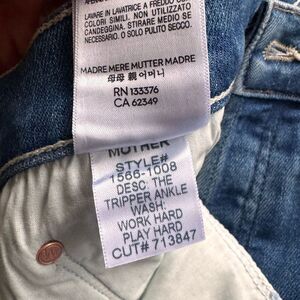 LAVARE IN LAVATRICE A FREDDO CON
COLORI SIMILI. NON UTILIZZATO
CANDEGGINA. STIRARE MEDIO SE
NECESSARIO. O SOLO PULITO SECCO.
MADRE MERE MUTTER MADRE
母母親어머니
RN 133376
CA 62349
MOTHER
STYLE#
1566-1008
DESC: THE
TRIPPER ANKLE
WASH:
WORK HARD
PLAY HARD
CUT# 713847